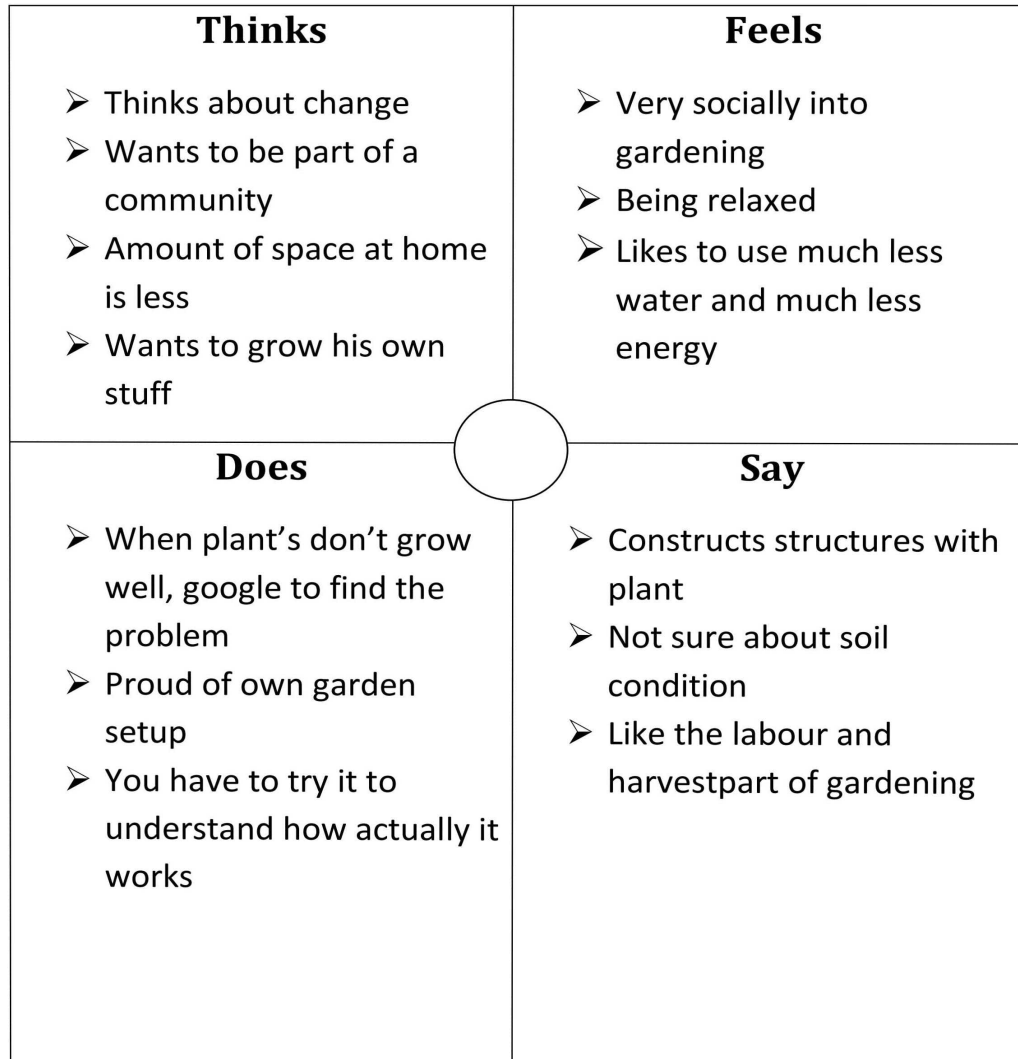 Thinks
➢ Thinks about change
➢ Wants to be part of a
community
➢ Amount of space at home
is less
➢ Wants to grow his own
stuff
Feels
➢ Very socially into
gardening
➢ Being relaxed
➢ Likes to use much less
water and much less
energy
Does
➢ When plant’s don’t grow
well, google to find the
problem
➢ Proud of own garden
setup
➢ You have to try it to
understand how actually it
works
Say
➢ Constructs structures with
plant
➢ Not sure about soil
condition
➢ Like the labour and
harvestpart of gardening